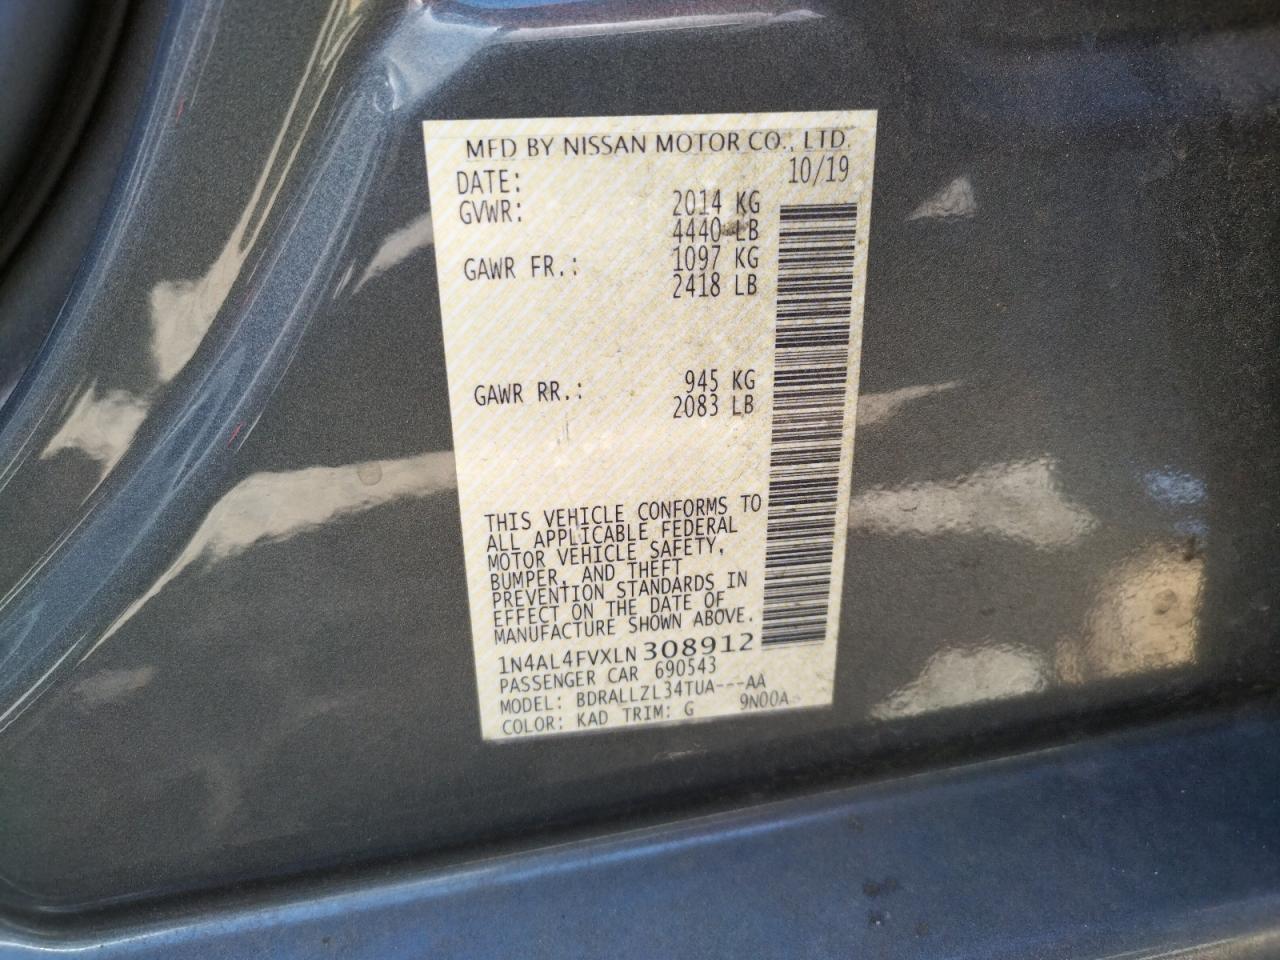 MFD BY NISSAN MOTOR CO., LTD.
DATE: 10/19
GVWR: 2014 KG
4440 LB
GAWR FR.: 1097 KG
2418 LB
GAWR RR.: 945 KG
2083 LB
THIS VEHICLE CONFORMS TO
ALL APPLICABLE FEDERAL
MOTOR VEHICLE SAFETY,
BUMPER, AND THEFT
PREVENTION STANDARDS IN
EFFECT ON THE DATE OF
MANUFACTURE SHOWN ABOVE.
1N4AL4FVXLN308912
PASSENGER CAR 690543
MODEL: BDRALLZL34TUA---AA
COLOR: KAD TRIM: G 9N00A